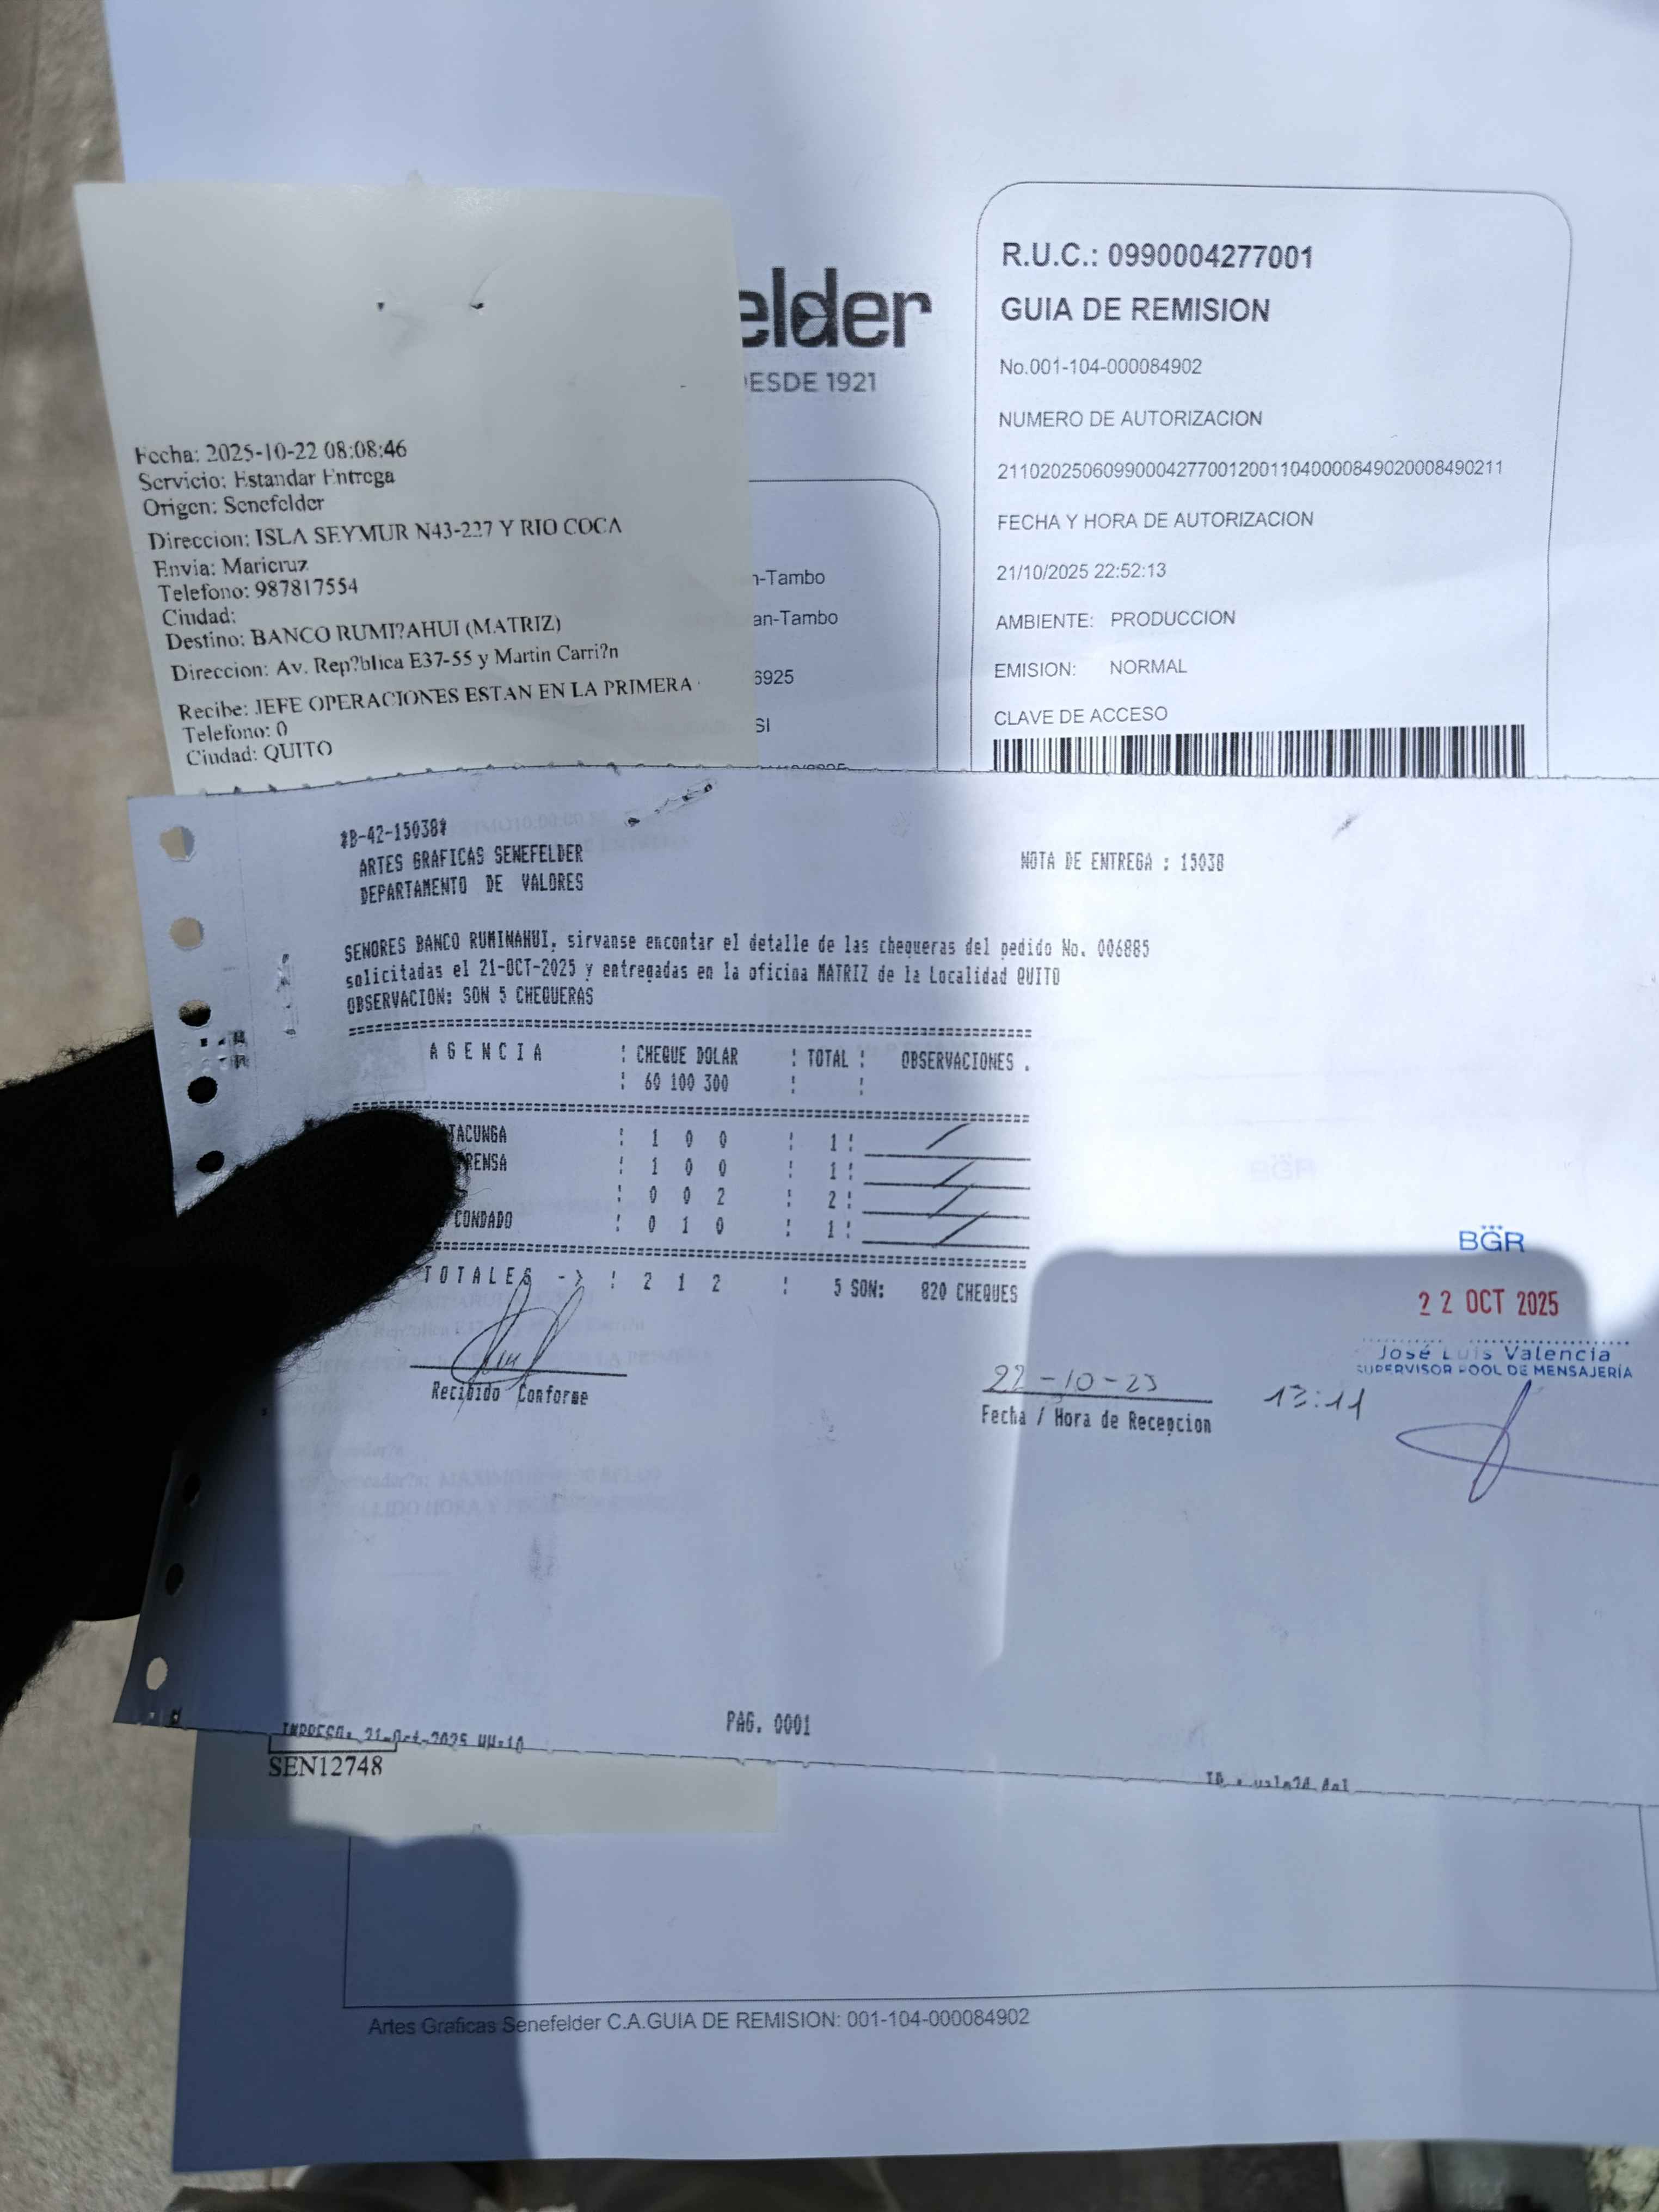 elder
ESDE 1921
R.U.C.: 0990004277001
GUIA DE REMISION
No.001-104-000084902
NUMERO DE AUTORIZACION
2110202506099000427700120011040000849020008490211
FECHA Y HORA DE AUTORIZACION
21/10/2025 22:52:13
AMBIENTE: PRODUCCION
EMISION: NORMAL
CLAVE DE ACCESO
n-Tambo
an-Tambo
6925
SI
Fecha: 2025-10-22 08:08:46
Servicio: Estandar Entrega
Origen: Senefelder
Direccion: ISLA SEYMUR N43-227 Y RIO COCA
Envia: Maricruz
Telefono: 987817554
Ciudad:
Destino: BANCO RUMI?AHUI (MATRIZ)
Direccion: Av. Rep?blica E37-55 y Martin Carri?n
Recibe: JEFE OPERACIONES ESTAN EN LA PRIMERA
Telefono: 0
Ciudad: QUITO
*B-42-15038*
ARTES GRAFICAS SENEFELDER
DEPARTAMENTO DE VALORES
NOTA DE ENTREGA : 15038
SENORES BANCO RUMINAHUI, sirvanse encontar el detalle de las chequeras del pedido No. 006885
solicitadas el 21-OCT-2025 y entregadas en la oficina MATRIZ de la Localidad QUITO
OBSERVACION: SON 5 CHEQUERAS
A G E N C I A : CHEQUE DOLAR : TOTAL : OBSERVACIONES .
: 60 100 300 : :
TACUNGA : 1 0 0 : 1 :
RENSA : 1 0 0 : 1 :
: 0 0 2 : 2 :
CONDADO : 0 1 0 : 1 :
T O T A L E S -> : 2 1 2 : 5 SON: 820 CHEQUES
BGR
22 OCT 2025
José Luis Valencia
SUPERVISOR POOL DE MENSAJERÍA
Recibido Conforme
22-10-25 13:11
Fecha / Hora de Recepcion
PAG. 0001
SEN12748
Artes Graficas Senefelder C.A.GUIA DE REMISION: 001-104-000084902